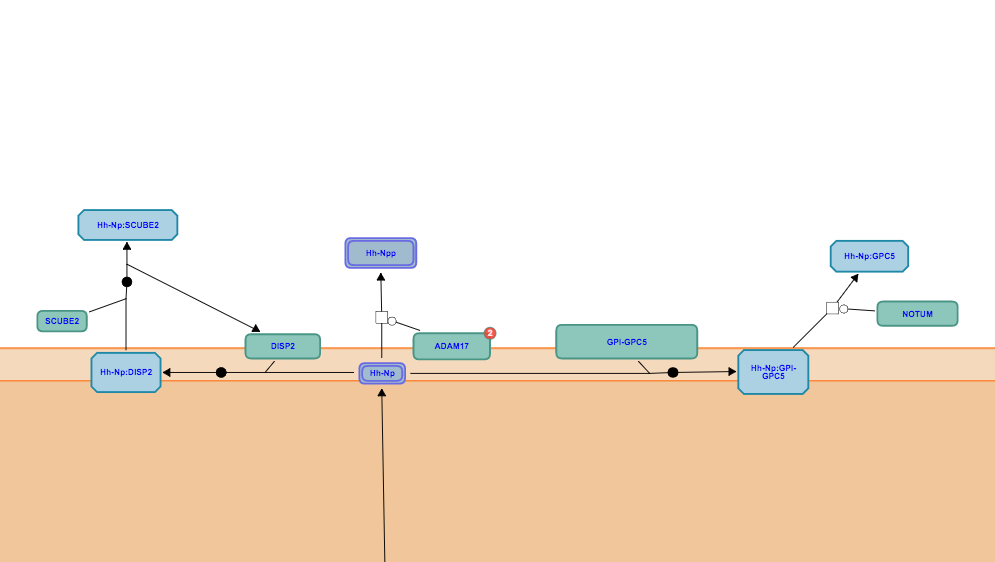 Hh-Np:SCUBE2
Hh-Npp
Hh-Np:GPC5
SCUBE2
NOTUM
DISP2
ADAM17
2
GPI-GPC5
Hh-Np:DISP2
Hh-Np
Hh-Np:GPI-
GPC5